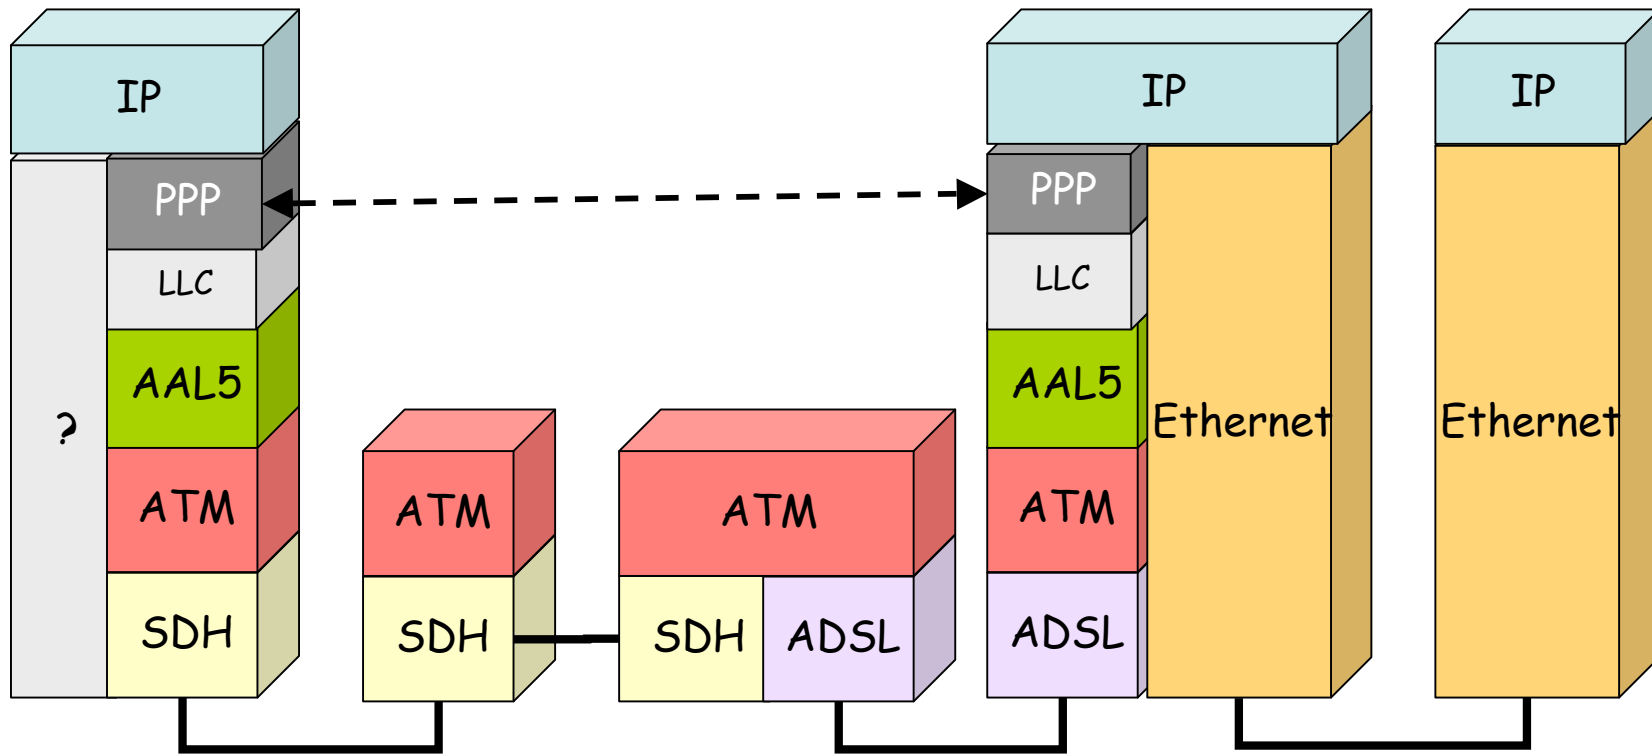 IP
PPP
LLC
AAL5
?
ATM
SDH
ATM
SDH
ATM
SDH
ADSL
IP
PPP
LLC
AAL5
ATM
ADSL
Ethernet
IP
Ethernet